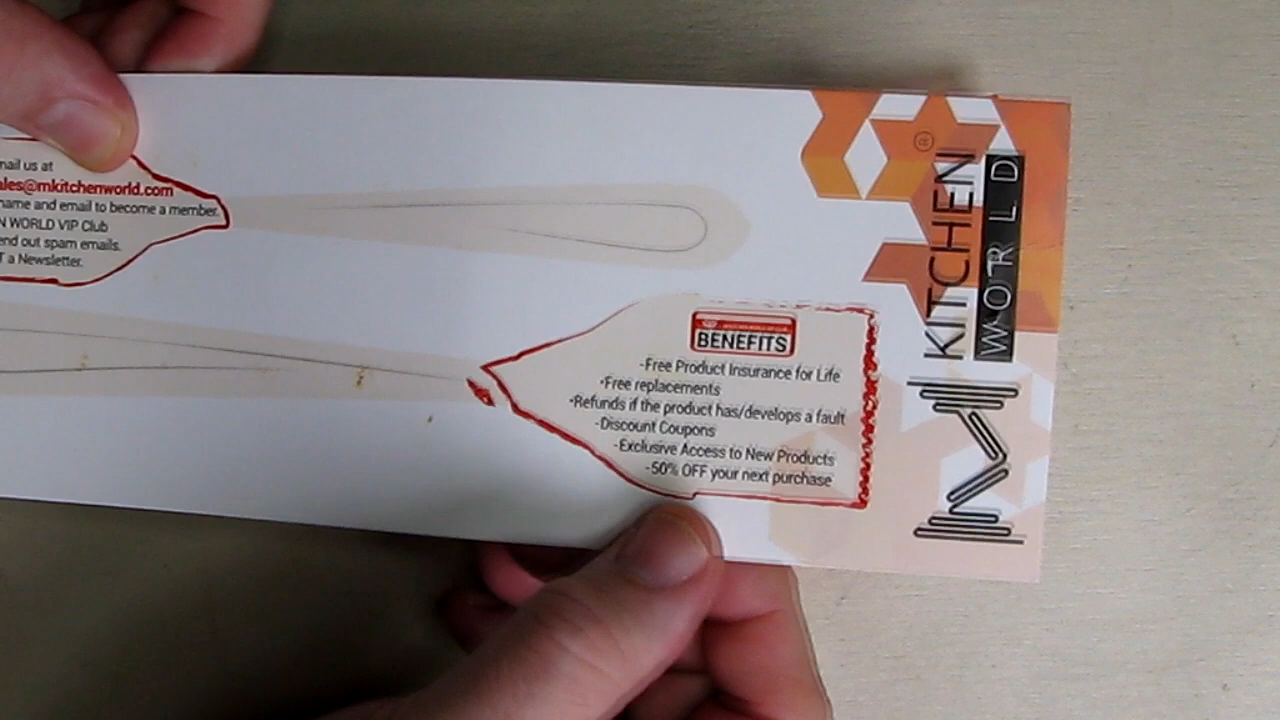 mail us at
ales@mkitchenworld.com
name and email to become a member.
N WORLD VIP Club
end out spam emails.
T a Newsletter.
BENEFITS
-Free Product Insurance for Life
•Free replacements
•Refunds if the product has/develops a fault
-Discount Coupons
-Exclusive Access to New Products
-50% OFF your next purchase
M KITCHEN®
WORLD